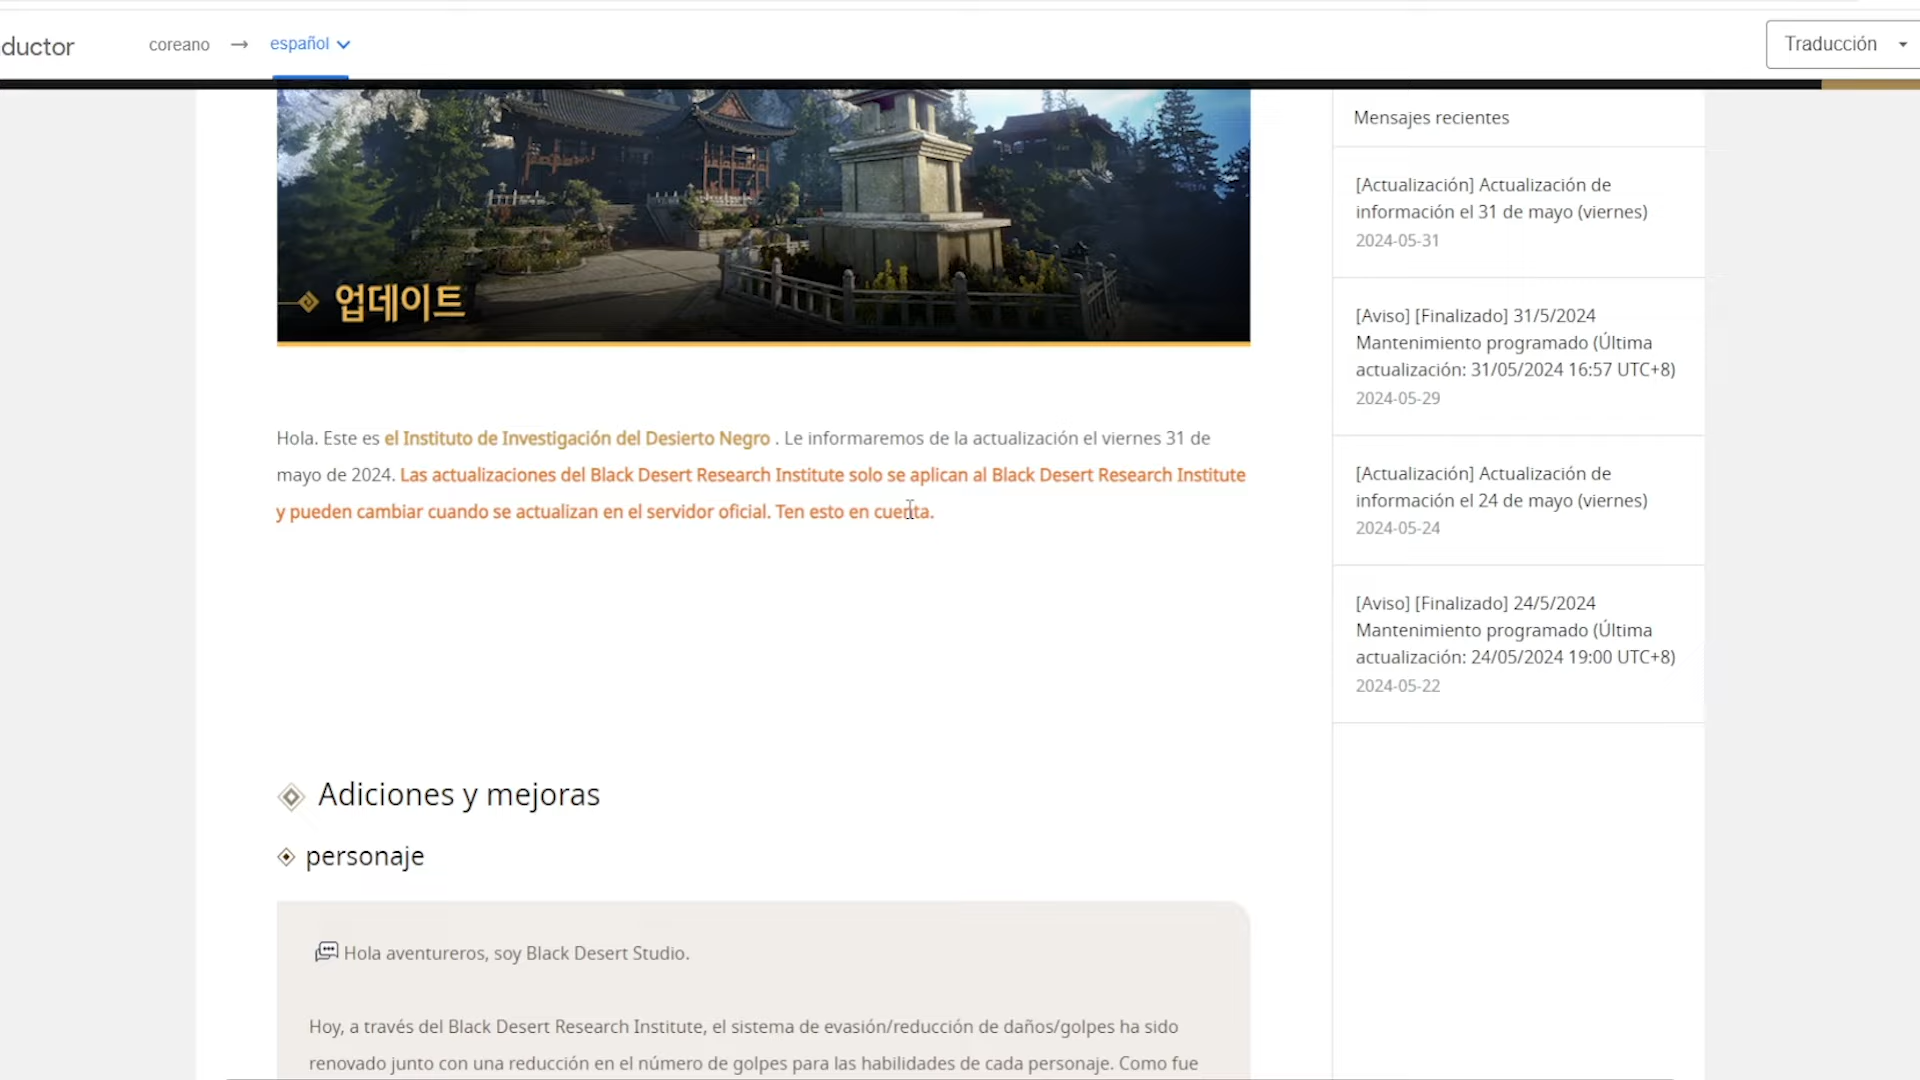 ductor
coreano → español
Traducción
업데이트
Hola. Este es el Instituto de Investigación del Desierto Negro . Le informaremos de la actualización el viernes 31 de
mayo de 2024. Las actualizaciones del Black Desert Research Institute solo se aplican al Black Desert Research Institute
y pueden cambiar cuando se actualizan en el servidor oficial. Ten esto en cuenta.
Adiciones y mejoras
personaje
Hola aventureros, soy Black Desert Studio.
Hoy, a través del Black Desert Research Institute, el sistema de evasión/reducción de daños/golpes ha sido
renovado junto con una reducción en el número de golpes para las habilidades de cada personaje. Como fue
Mensajes recientes
[Actualización] Actualización de
información el 31 de mayo (viernes)
2024-05-31
[Aviso] [Finalizado] 31/5/2024
Mantenimiento programado (Última
actualización: 31/05/2024 16:57 UTC+8)
2024-05-29
[Actualización] Actualización de
información el 24 de mayo (viernes)
2024-05-24
[Aviso] [Finalizado] 24/5/2024
Mantenimiento programado (Última
actualización: 24/05/2024 19:00 UTC+8)
2024-05-22